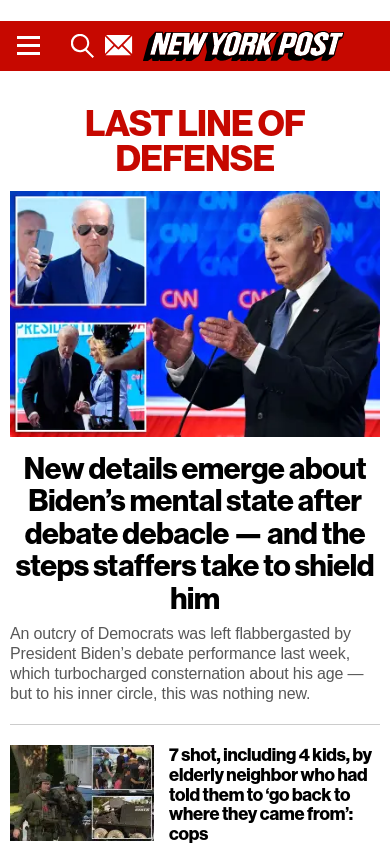 NEW YORK POST
LAST LINE OF
DEFENSE
CNN
CNN
CNN
CNN
PRESIDENT
New details emerge about
Biden’s mental state after
debate debacle — and the
steps staffers take to shield
him
An outcry of Democrats was left flabbergasted by
President Biden’s debate performance last week,
which turbocharged consternation about his age —
but to his inner circle, this was nothing new.
7 shot, including 4 kids, by
elderly neighbor who had
told them to ‘go back to
where they came from’:
cops